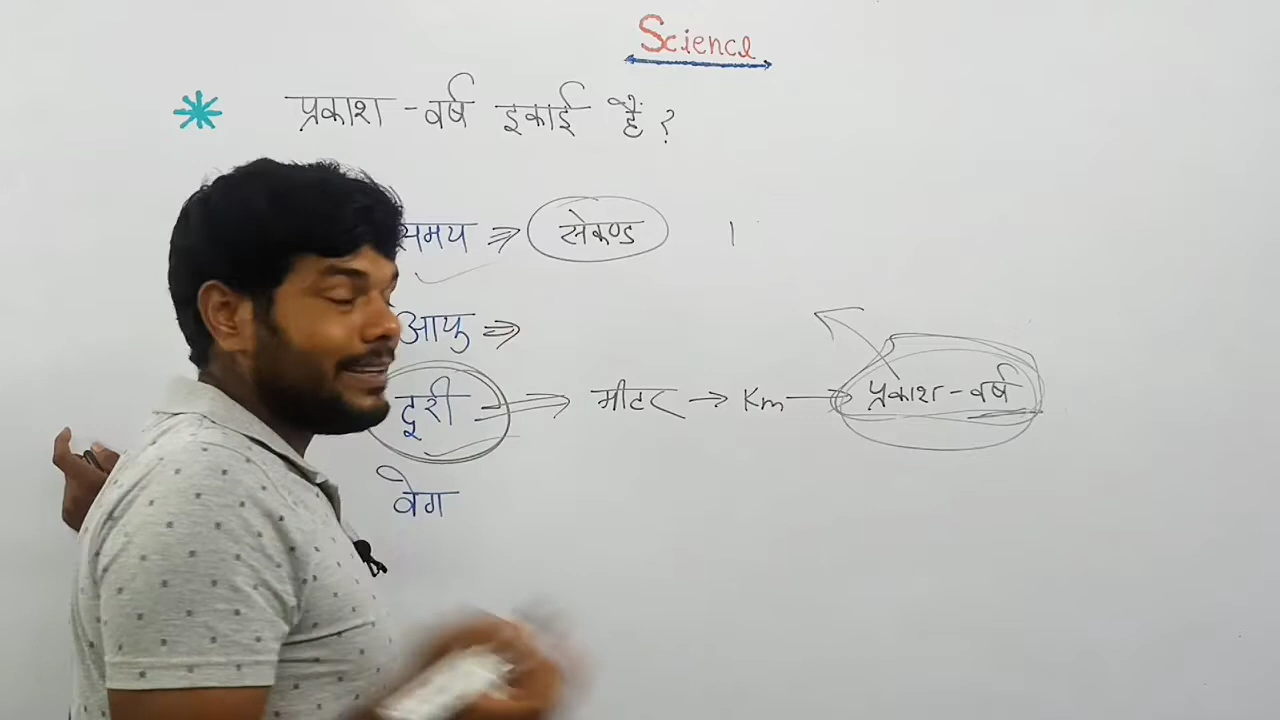 Science
प्रकाश - वर्ष इकाई हैं ?
समय ⇒ सेकण्ड |
आयु ⇒
दूरी ⇒ मीटर → Km → प्रकाश - वर्ष
वेग